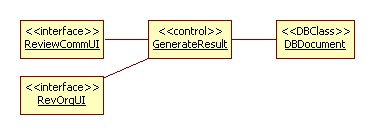 <<interface>>
ReviewCommUI
<<control>>
GenerateResult
<<DBClass>>
DBDocument
<<interface>>
RevOrgUI